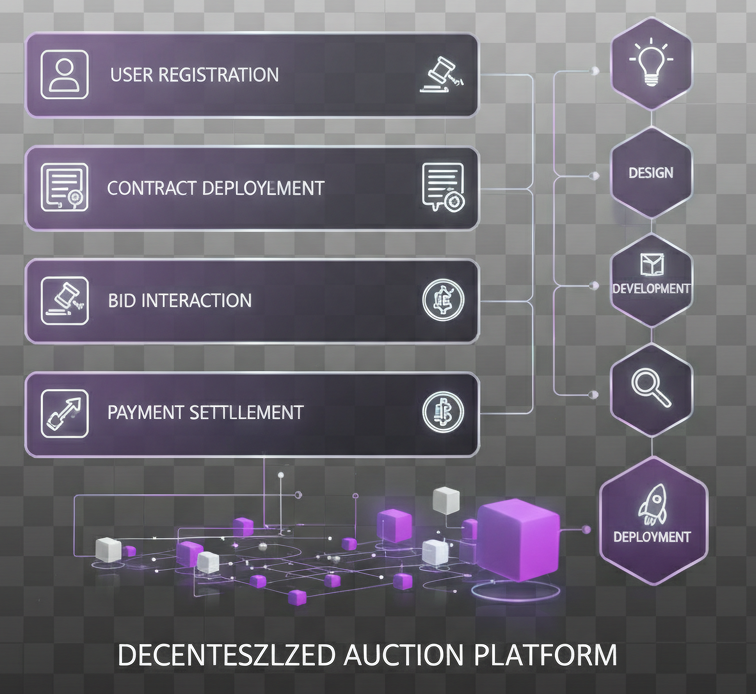 USER REGISTRATION
CONTRACT DEPLOYLMENT
BID INTERACTION
PAYMENT SETTLLEMENT
DESIGN
DEVELOPMENT
DEPLOYMENT
DECENTESZLZED AUCTION PLATFORM